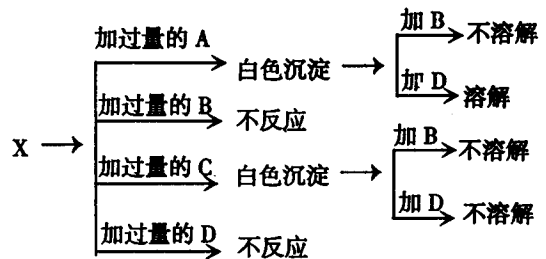 加过量的 A
白色沉淀
加 B
不溶解
加 D
溶解
X
加过量的 B
不反应
加过量的 C
白色沉淀
加 B
不溶解
加 D
不溶解
加过量的 D
不反应